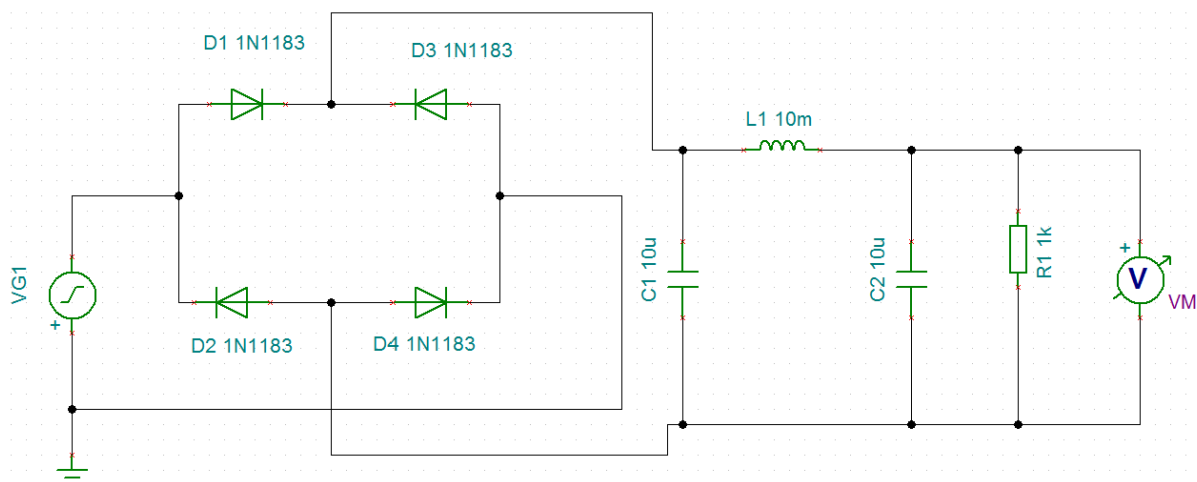 D1 1N1183
D3 1N1183
L1 10m
VG1
+
D2 1N1183
D4 1N1183
C1 10u
C2 10u
R1 1k
+
V
VM